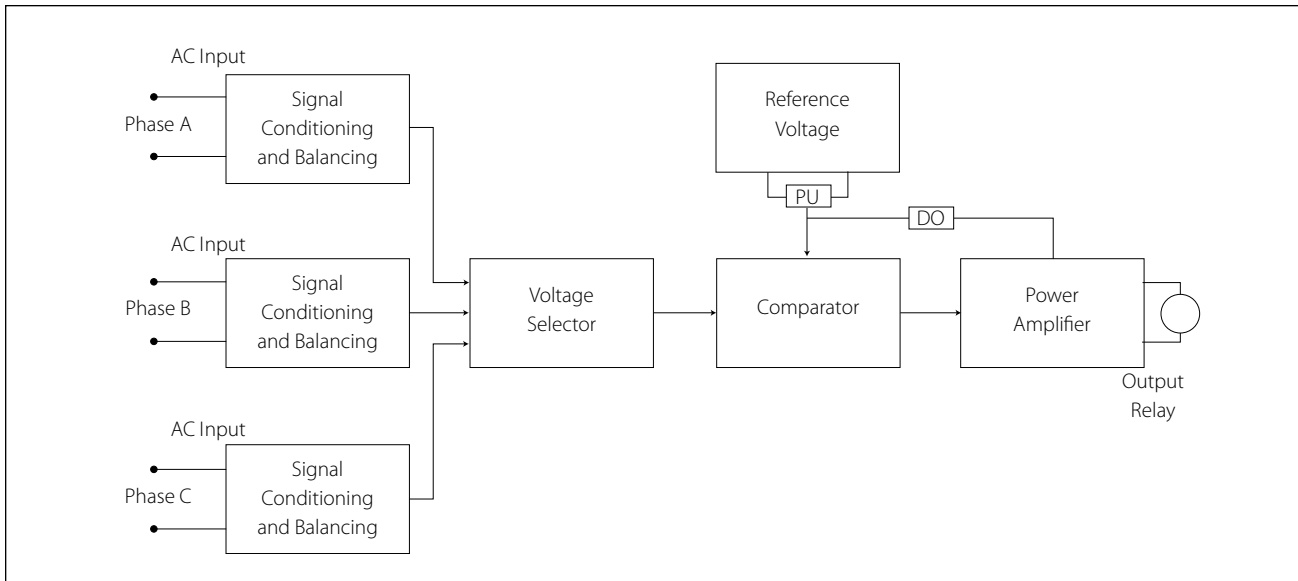 AC Input
Phase A
Signal
Conditioning
and Balancing
Reference
Voltage
PU
DO
AC Input
Phase B
Signal
Conditioning
and Balancing
Voltage
Selector
Comparator
Power
Amplifier
Output
Relay
AC Input
Phase C
Signal
Conditioning
and Balancing